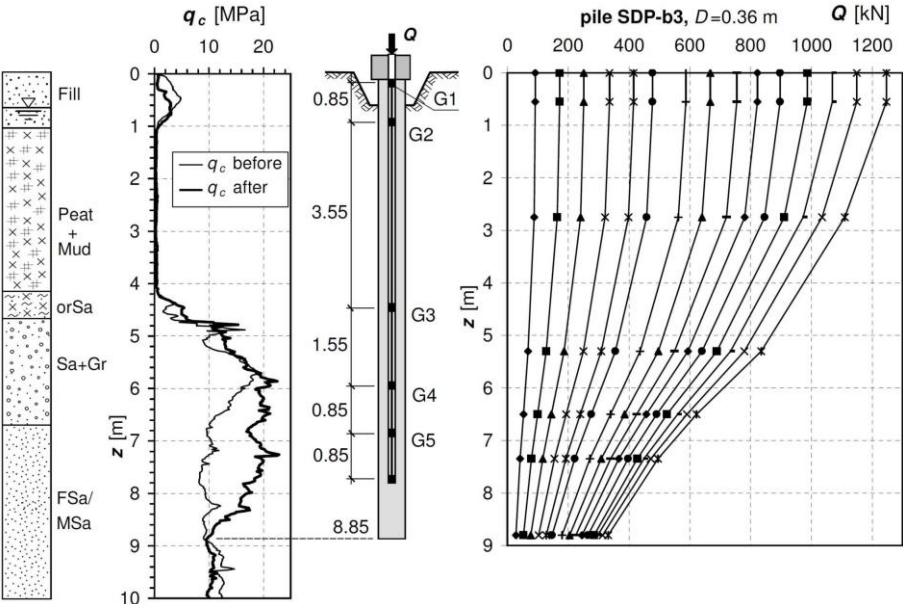 q_c [MPa]
0 10 20
Fill
Peat
+
Mud
orSa
Sa+Gr
FSa/
MSa
0
1
2
3
4
5
6
7
8
9
10
z [m]
q_c before
q_c after
Q
0.85
3.55
1.55
0.85
0.85
8.85
G1
G2
G3
G4
G5
pile SDP-b3, D=0.36 m
Q [kN]
0 200 400 600 800 1000 1200
0
1
2
3
4
5
6
7
8
9
z [m]